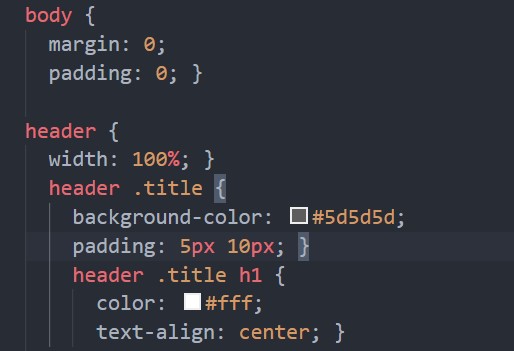 body {
  margin: 0;
  padding: 0; }

header {
  width: 100%; }
  header .title {
    background-color: #5d5d5d;
    padding: 5px 10px; }
    header .title h1 {
      color: #fff;
      text-align: center; }